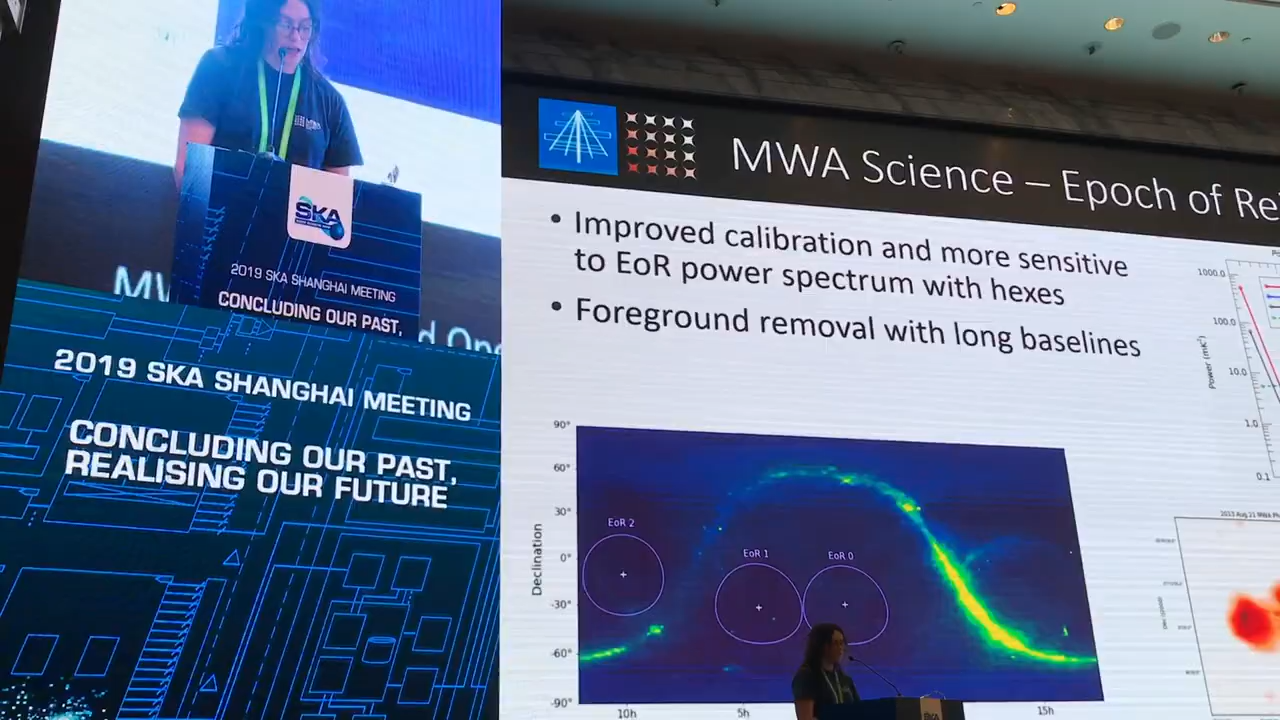 SKA
2019 SKA SHANGHAI MEETING
CONCLUDING OUR PAST,
2019 SKA SHANGHAI MEETING
CONCLUDING OUR PAST,
REALISING OUR FUTURE
MWA Science – Epoch of Re
• Improved calibration and more sensitive
to EoR power spectrum with hexes
• Foreground removal with long baselines
1000.0
100.0
10.0
1.0
0.1
Power (mK²)
90°
60°
30°
0°
-30°
-60°
-90°
Declination
EoR 2
EoR 1
EoR 0
10h
5h
15h
SKA